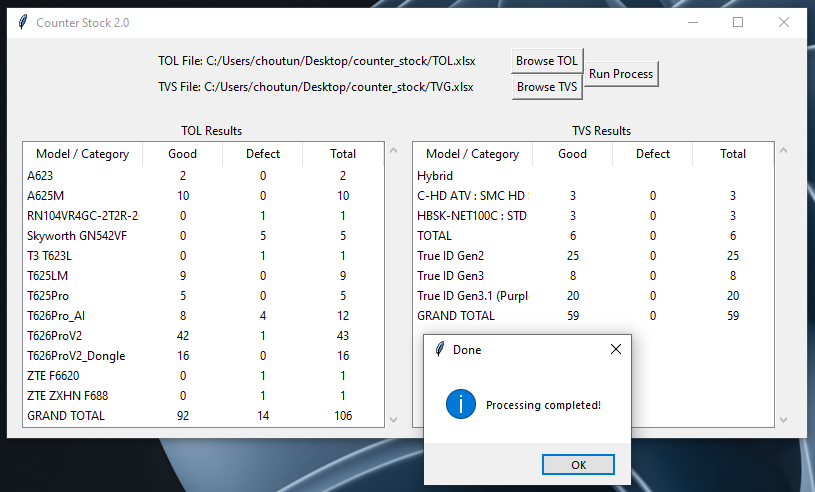 Counter Stock 2.0
TOL File: C:/Users/choutun/Desktop/counter_stock/TOL.xlsx
Browse TOL
TVS File: C:/Users/choutun/Desktop/counter_stock/TVG.xlsx
Browse TVS
Run Process
TOL Results
Model / Category Good Defect Total
A623 2 0 2
A625M 10 0 10
RN104VR4GC-2T2R-2 0 1 1
Skyworth GN542VF 0 5 5
T3 T623L 0 1 1
T625LM 9 0 9
T625Pro 5 0 5
T626Pro_AI 8 4 12
T626ProV2 42 1 43
T626ProV2_Dongle 16 0 16
ZTE F6620 0 1 1
ZTE ZXHN F688 0 1 1
GRAND TOTAL 92 14 106
TVS Results
Model / Category Good Defect Total
Hybrid
C-HD ATV : SMC HD 3 0 3
HBSK-NET100C : STD 3 0 3
TOTAL 6 0 6
True ID Gen2 25 0 25
True ID Gen3 8 0 8
True ID Gen3.1 (Purpl 20 0 20
GRAND TOTAL 59 0 59
Done
Processing completed!
OK